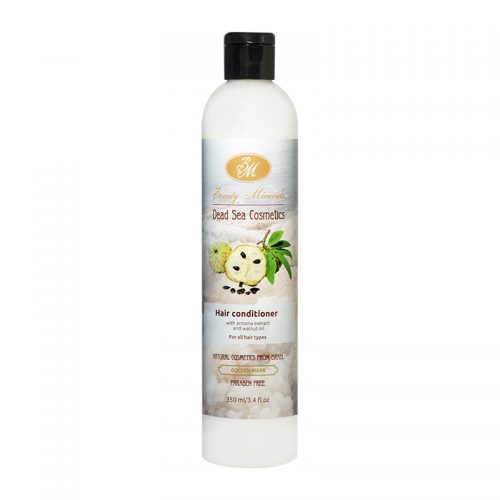 BM
Beauty Minerals
Dead Sea Cosmetics
Hair conditioner
with annona extract
and walnut oil
For all hair types
NATURAL COSMETICS FROM ISRAEL
GOLDEN MARK
PARABEN FREE
350 ml/3.4 fl.oz